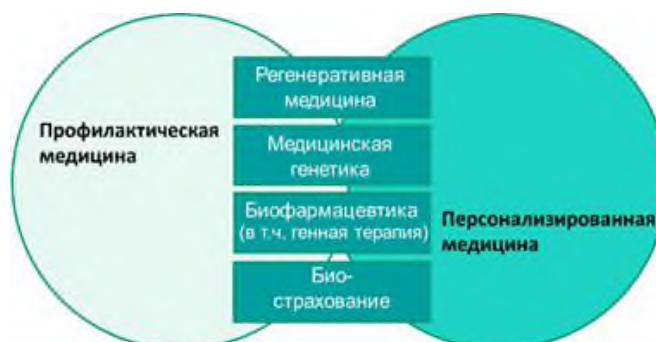 Профилактическая
медицина
Регенеративная
медицина
Медицинская
генетика
Биофармацевтика
(в т.ч. генная терапия)
Био-
страхование
Персонализированная
медицина